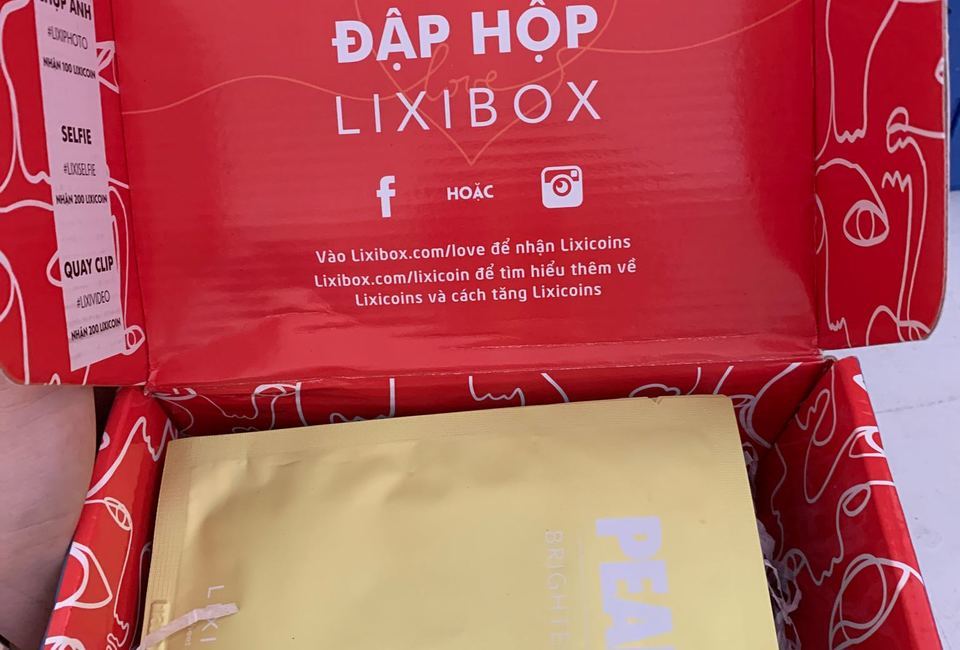 CHỤP ẢNH
#LIXIPHOTO
NHẬN 100 LIXICOIN
SELFIE
#LIXISELFIE
NHẬN 200 LIXICOIN
QUAY CLIP
#LIXIVIDEO
NHẬN 200 LIXICOIN
ĐẬP HỘP
love
LIXIBOX
HOẶC
Vào Lixibox.com/love để nhận Lixicoins
Lixibox.com/lixicoin để tìm hiểu thêm về
Lixicoins và cách tăng Lixicoins
PEA
BRIGHTE
LIXI